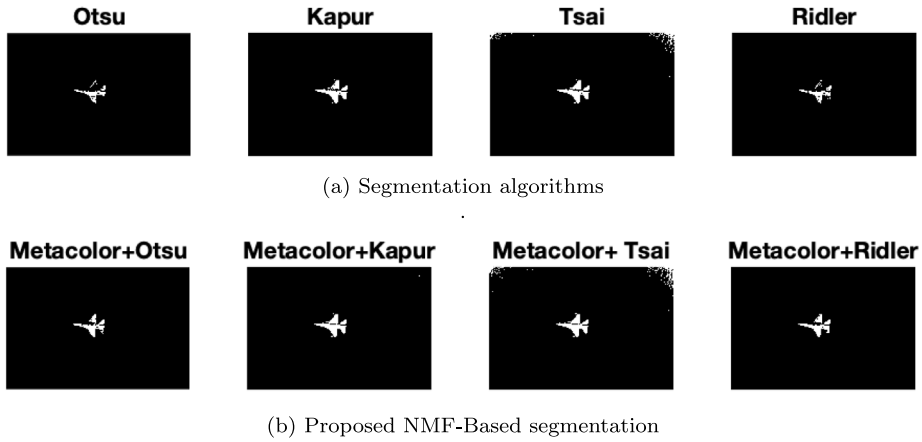 Otsu Kapur Tsai Ridler
(a) Segmentation algorithms
.
Metacolor+Otsu Metacolor+Kapur Metacolor+ Tsai Metacolor+Ridler
(b) Proposed NMF-Based segmentation